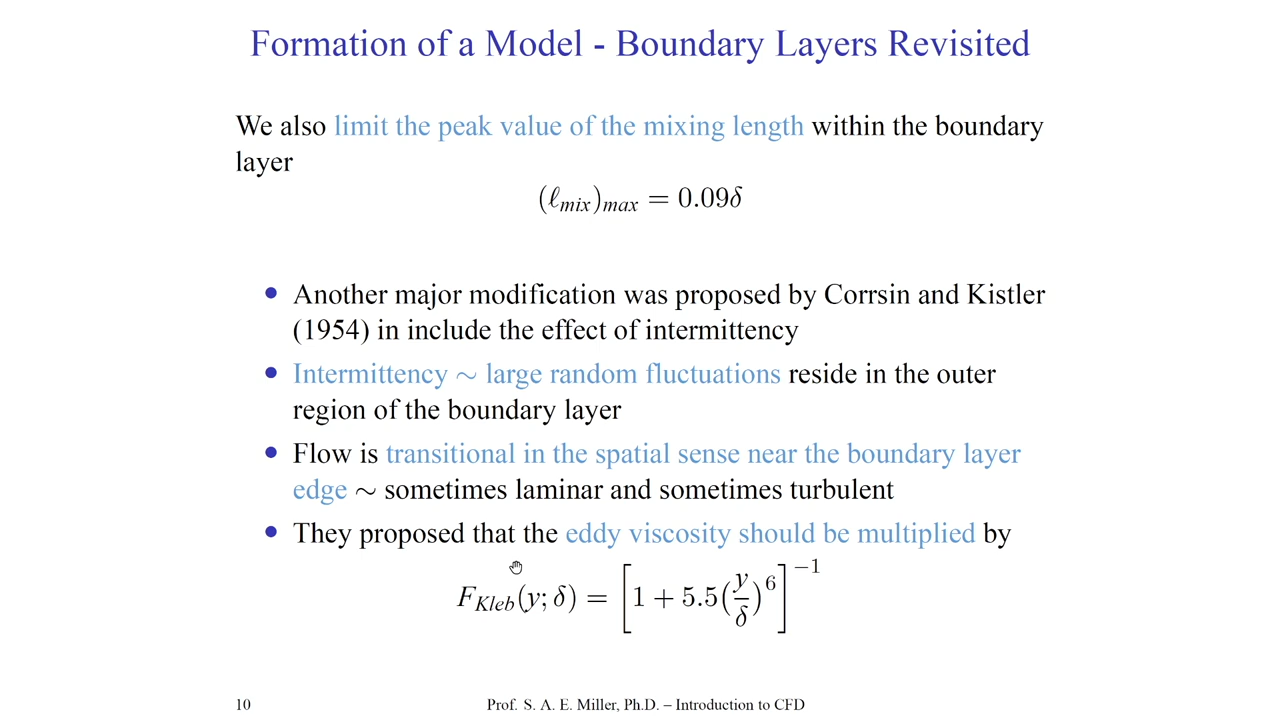 Formation of a Model - Boundary Layers Revisited
We also limit the peak value of the mixing length within the boundary
layer
(ℓ_mix)_max = 0.09δ
• Another major modification was proposed by Corrsin and Kistler
(1954) in include the effect of intermittency
• Intermittency ∼ large random fluctuations reside in the outer
region of the boundary layer
• Flow is transitional in the spatial sense near the boundary layer
edge ∼ sometimes laminar and sometimes turbulent
• They proposed that the eddy viscosity should be multiplied by
F_Kleb(y; δ) = [1 + 5.5(y/δ)^6]^−1
10 Prof. S. A. E. Miller, Ph.D. – Introduction to CFD